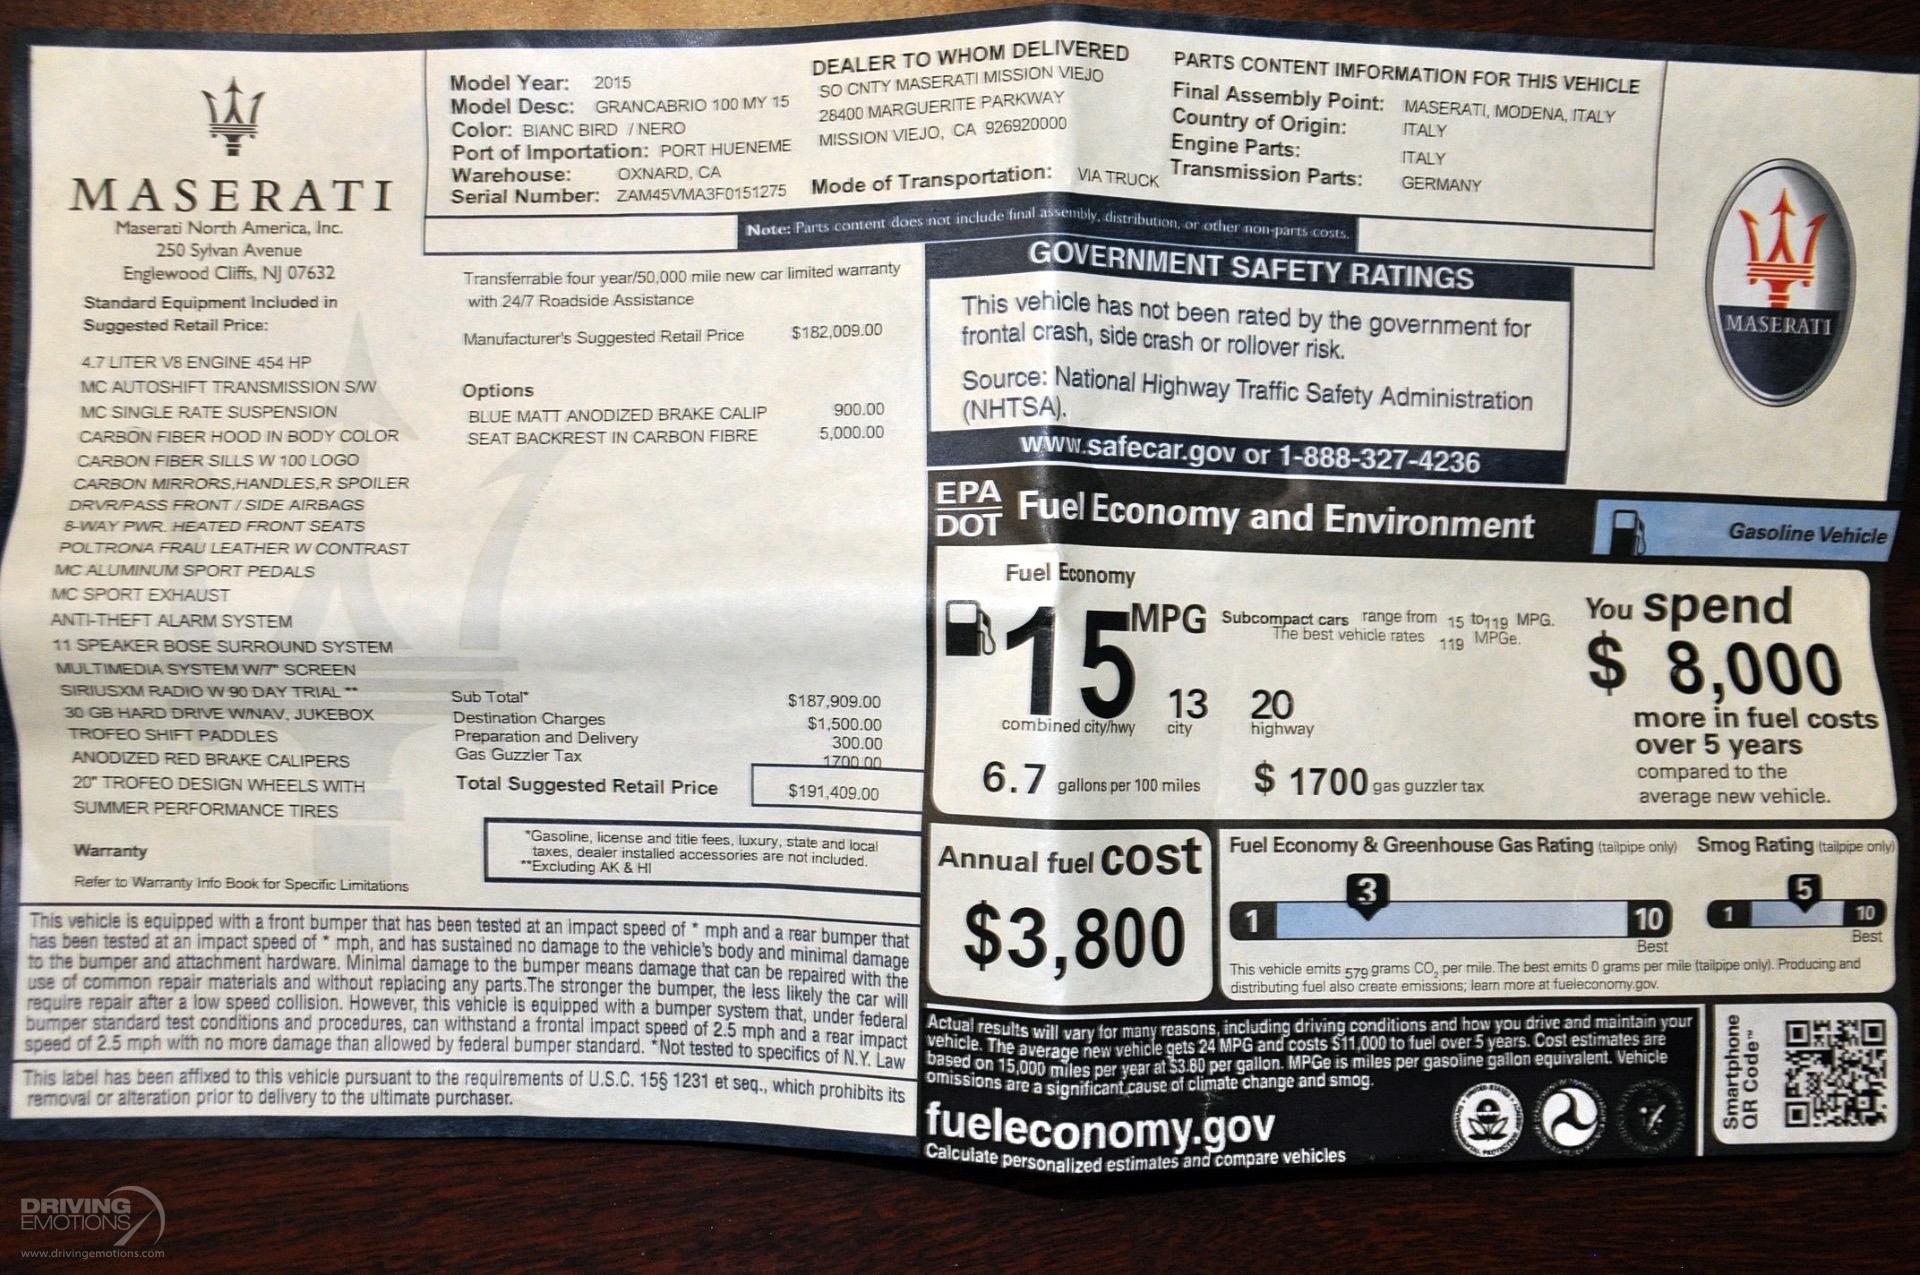 MASERATI
Maserati North America, Inc.
250 Sylvan Avenue
Englewood Cliffs, NJ 07632
Standard Equipment Included in
Suggested Retail Price:
4.7 LITER V8 ENGINE 454 HP
MC AUTOSHIFT TRANSMISSION S/W
MC SINGLE RATE SUSPENSION
CARBON FIBER HOOD IN BODY COLOR
CARBON FIBER SILLS W 100 LOGO
CARBON MIRRORS,HANDLES,R SPOILER
DRVR/PASS FRONT / SIDE AIRBAGS
8-WAY PWR. HEATED FRONT SEATS
POLTRONA FRAU LEATHER W CONTRAST
MC ALUMINUM SPORT PEDALS
MC SPORT EXHAUST
ANTI-THEFT ALARM SYSTEM
11 SPEAKER BOSE SURROUND SYSTEM
MULTIMEDIA SYSTEM W/7" SCREEN
SIRIUSXM RADIO W 90 DAY TRIAL **
30 GB HARD DRIVE W/NAV, JUKEBOX
TROFEO SHIFT PADDLES
ANODIZED RED BRAKE CALIPERS
20" TROFEO DESIGN WHEELS WITH
SUMMER PERFORMANCE TIRES
Warranty
Refer to Warranty Info Book for Specific Limitations
Model Year: 2015
Model Desc: GRANCABRIO 100 MY 15
Color: BIANC BIRD / NERO
Port of Importation: PORT HUENEME
Warehouse: OXNARD, CA
Serial Number: ZAM45VMA3F0151275
DEALER TO WHOM DELIVERED
SO CNTY MASERATI MISSION VIEJO
28400 MARGUERITE PARKWAY
MISSION VIEJO, CA 926920000
Mode of Transportation: VIA TRUCK
PARTS CONTENT IMFORMATION FOR THIS VEHICLE
Final Assembly Point: MASERATI, MODENA, ITALY
Country of Origin: ITALY
Engine Parts: ITALY
Transmission Parts: GERMANY
Note: Parts content does not include final assembly, distribution, or other non-parts costs.
Transferrable four year/50,000 mile new car limited warranty
with 24/7 Roadside Assistance
Manufacturer's Suggested Retail Price $182,009.00
Options
BLUE MATT ANODIZED BRAKE CALIP 900.00
SEAT BACKREST IN CARBON FIBRE 5,000.00
Sub Total* $187,909.00
Destination Charges $1,500.00
Preparation and Delivery 300.00
Gas Guzzler Tax 1700.00
Total Suggested Retail Price $191,409.00
*Gasoline, license and title fees, luxury, state and local
taxes, dealer installed accessories are not included.
**Excluding AK & HI
This vehicle is equipped with a front bumper that has been tested at an impact speed of * mph and a rear bumper that
has been tested at an impact speed of * mph, and has sustained no damage to the vehicle's body and minimal damage
to the bumper and attachment hardware. Minimal damage to the bumper means damage that can be repaired with the
use of common repair materials and without replacing any parts.The stronger the bumper, the less likely the car will
require repair after a low speed collision. However, this vehicle is equipped with a bumper system that, under federal
bumper standard test conditions and procedures, can withstand a frontal impact speed of 2.5 mph and a rear impact
speed of 2.5 mph with no more damage than allowed by federal bumper standard. *Not tested to specifics of N.Y. Law
This label has been affixed to this vehicle pursuant to the requirements of U.S.C. 15§ 1231 et seq., which prohibits its
removal or alteration prior to delivery to the ultimate purchaser.
GOVERNMENT SAFETY RATINGS
This vehicle has not been rated by the government for
frontal crash, side crash or rollover risk.
Source: National Highway Traffic Safety Administration
(NHTSA).
www.safecar.gov or 1-888-327-4236
MASERATI
EPA
DOT
Fuel Economy and Environment
Gasoline Vehicle
Fuel Economy
15 MPG
combined city/hwy
13
city
20
highway
Subcompact cars range from 15 to119 MPG.
The best vehicle rates 119 MPGe.
6.7 gallons per 100 miles
$ 1700 gas guzzler tax
You spend
$ 8,000
more in fuel costs
over 5 years
compared to the
average new vehicle.
Annual fuel cost
$3,800
Fuel Economy & Greenhouse Gas Rating (tailpipe only)
1 3 10
Best
Smog Rating (tailpipe only)
1 5 10
Best
This vehicle emits 579 grams CO2 per mile. The best emits 0 grams per mile (tailpipe only). Producing and
distributing fuel also create emissions; learn more at fueleconomy.gov.
Actual results will vary for many reasons, including driving conditions and how you drive and maintain your
vehicle. The average new vehicle gets 24 MPG and costs $11,000 to fuel over 5 years. Cost estimates are
based on 15,000 miles per year at $3.80 per gallon. MPGe is miles per gasoline gallon equivalent. Vehicle
omissions are a significant cause of climate change and smog.
fueleconomy.gov
Calculate personalized estimates and compare vehicles
Smartphone
QR Code™
DRIVING
EMOTIONS
www.drivingemotions.com